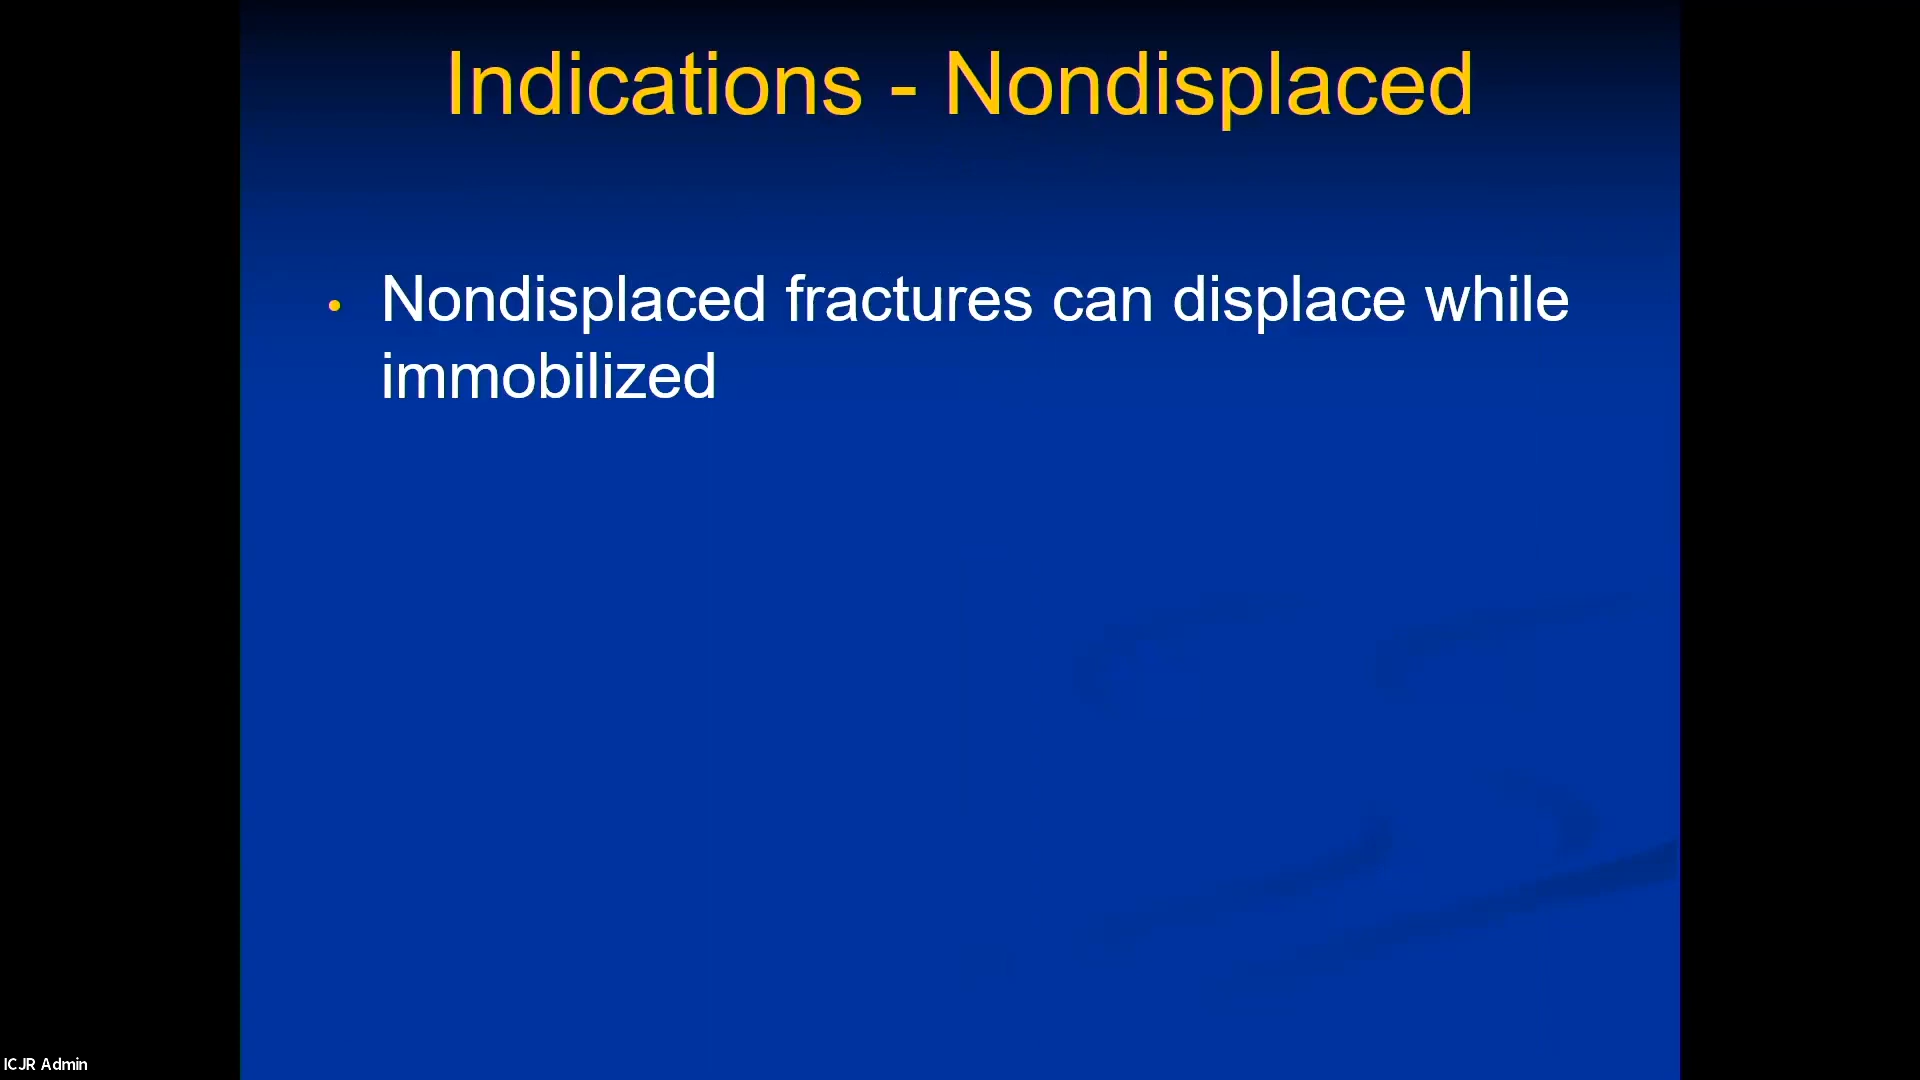 Indications - Nondisplaced
• Nondisplaced fractures can displace while
immobilized
ICJR Admin